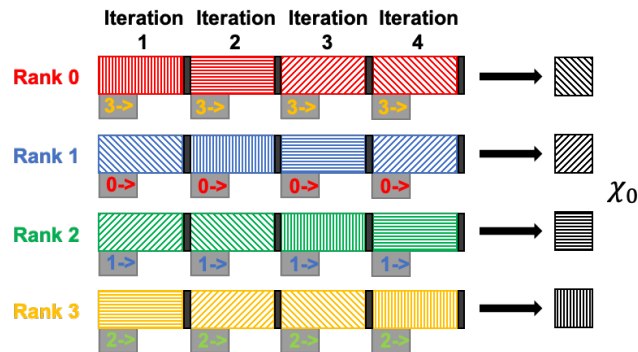 Iteration 1 Iteration 2 Iteration 3 Iteration 4
Rank 0
3-> 3-> 3-> 3->
Rank 1
0-> 0-> 0-> 0->
χ₀
Rank 2
1-> 1-> 1-> 1->
Rank 3
2-> 2-> 2-> 2->